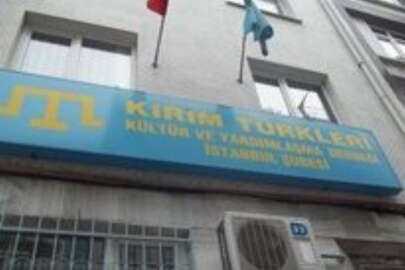 KIRIM TÜRKLERİ
KÜLTÜR VE YARDIMLAŞMA DERNEĞİ
İSTANBUL ŞUBESİ